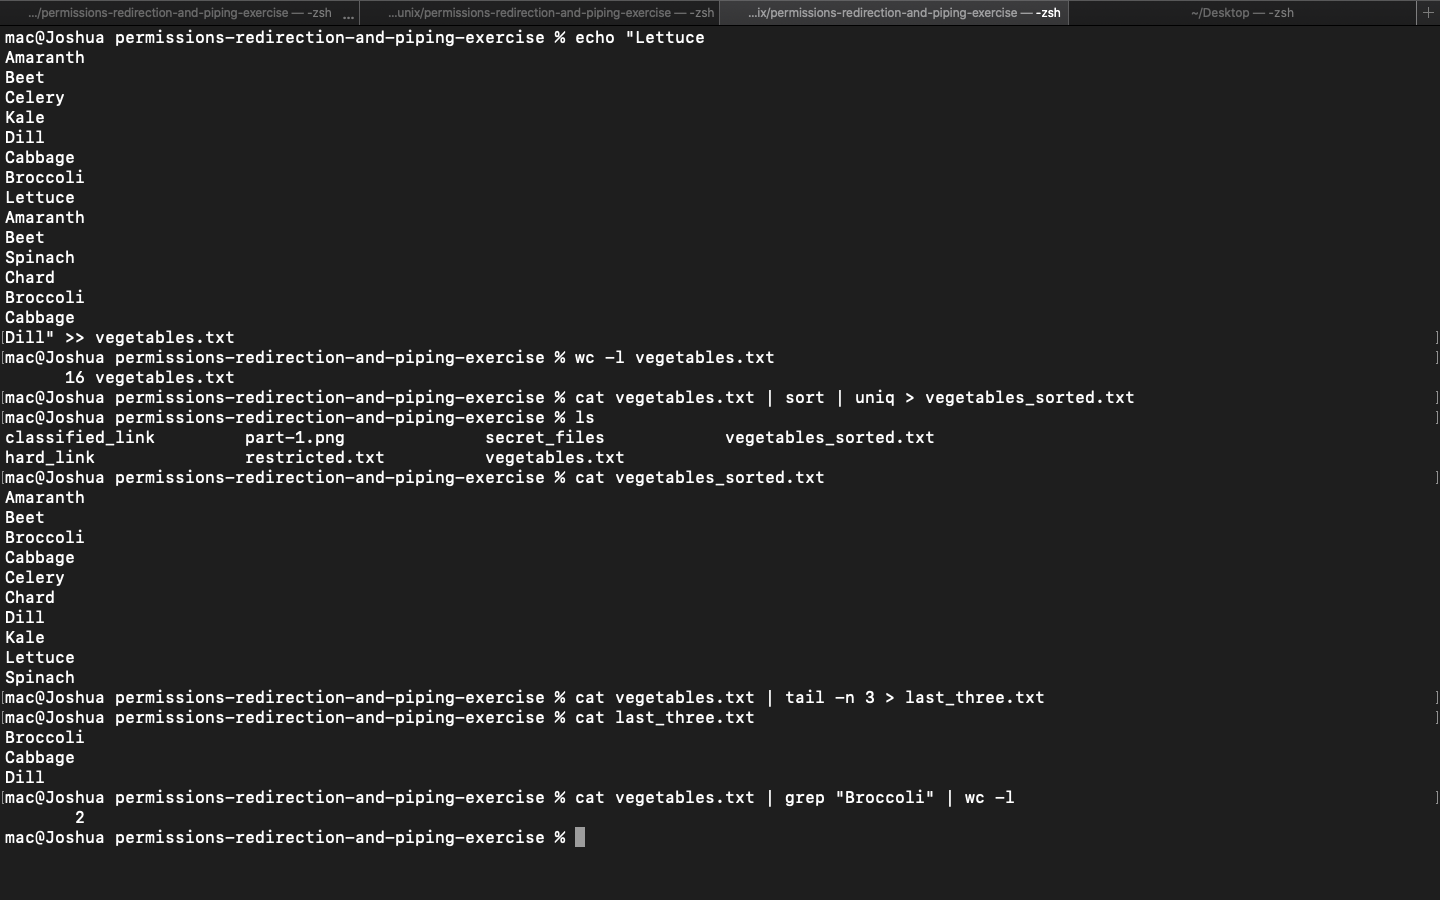 .../permissions-redirection-and-piping-exercise — -zsh ... ...unix/permissions-redirection-and-piping-exercise — -zsh ...ix/permissions-redirection-and-piping-exercise — -zsh ~/Desktop — -zsh +
mac@Joshua permissions-redirection-and-piping-exercise % echo "Lettuce
Amaranth
Beet
Celery
Kale
Dill
Cabbage
Broccoli
Lettuce
Amaranth
Beet
Spinach
Chard
Broccoli
Cabbage
[Dill" >> vegetables.txt ]
[mac@Joshua permissions-redirection-and-piping-exercise % wc -l vegetables.txt ]
16 vegetables.txt
[mac@Joshua permissions-redirection-and-piping-exercise % cat vegetables.txt | sort | uniq > vegetables_sorted.txt ]
[mac@Joshua permissions-redirection-and-piping-exercise % ls ]
classified_link part-1.png secret_files vegetables_sorted.txt
hard_link restricted.txt vegetables.txt
[mac@Joshua permissions-redirection-and-piping-exercise % cat vegetables_sorted.txt ]
Amaranth
Beet
Broccoli
Cabbage
Celery
Chard
Dill
Kale
Lettuce
Spinach
[mac@Joshua permissions-redirection-and-piping-exercise % cat vegetables.txt | tail -n 3 > last_three.txt ]
[mac@Joshua permissions-redirection-and-piping-exercise % cat last_three.txt ]
Broccoli
Cabbage
Dill
[mac@Joshua permissions-redirection-and-piping-exercise % cat vegetables.txt | grep "Broccoli" | wc -l ]
2
mac@Joshua permissions-redirection-and-piping-exercise %